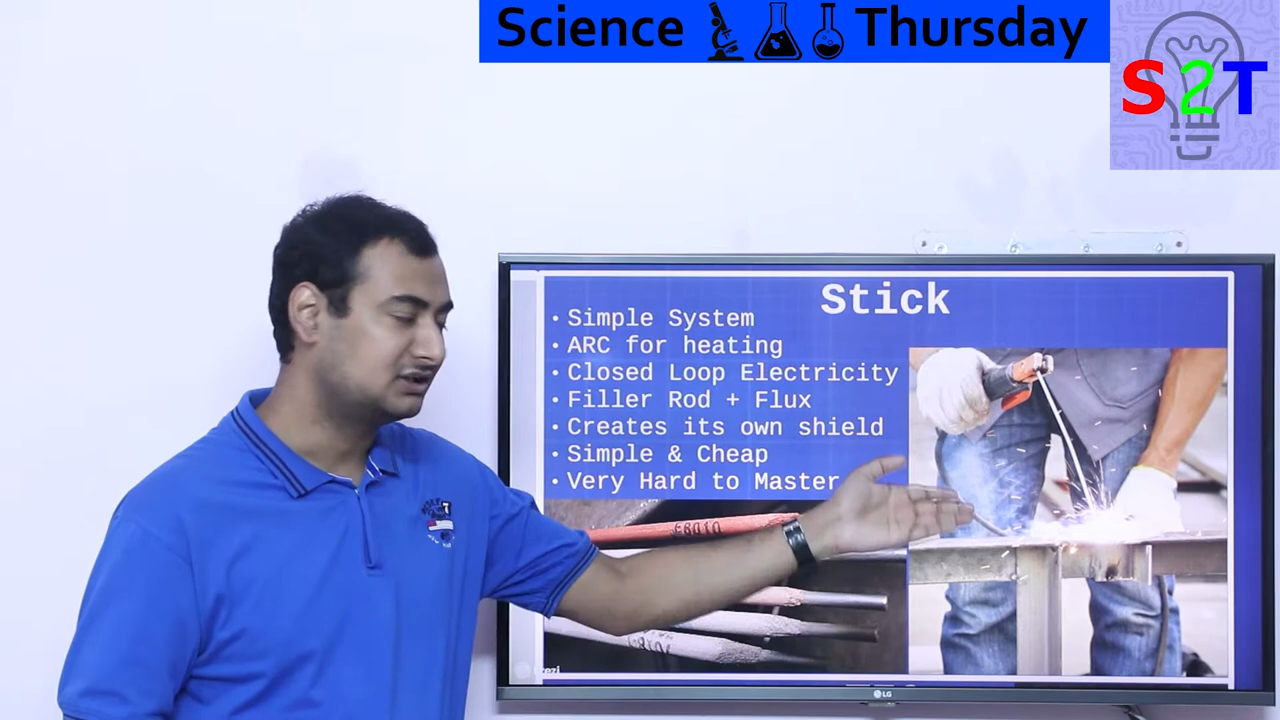 Science Thursday
S2T
Stick
• Simple System
• ARC for heating
• Closed Loop Electricity
• Filler Rod + Flux
• Creates its own shield
• Simple & Cheap
• Very Hard to Master
LG